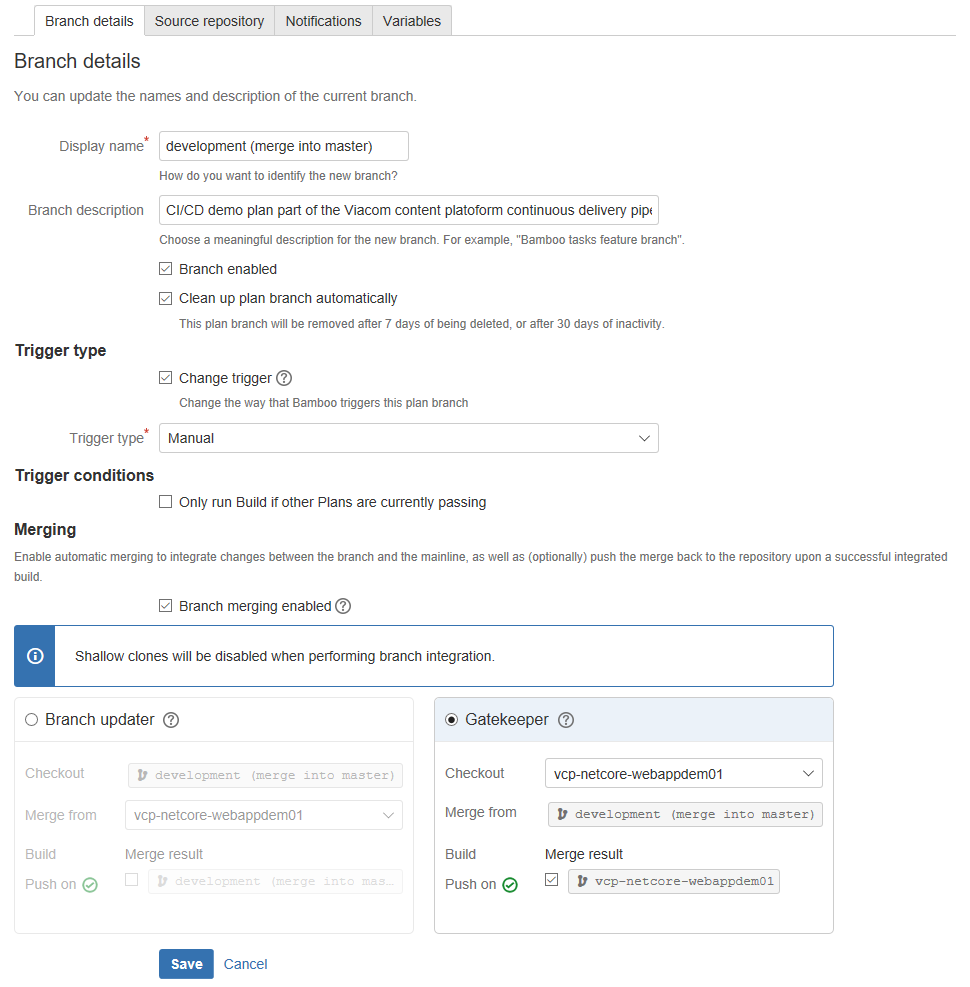 Branch details Source repository Notifications Variables
Branch details
You can update the names and description of the current branch.
Display name* development (merge into master)
How do you want to identify the new branch?
Branch description CI/CD demo plan part of the Viacom content platoform continuous delivery pipe
Choose a meaningful description for the new branch. For example, "Bamboo tasks feature branch".
Branch enabled
Clean up plan branch automatically
This plan branch will be removed after 7 days of being deleted, or after 30 days of inactivity.
Trigger type
Change trigger ?
Change the way that Bamboo triggers this plan branch
Trigger type* Manual
Trigger conditions
Only run Build if other Plans are currently passing
Merging
Enable automatic merging to integrate changes between the branch and the mainline, as well as (optionally) push the merge back to the repository upon a successful integrated
build.
Branch merging enabled ?
Shallow clones will be disabled when performing branch integration.
Branch updater ?
Checkout development (merge into master)
Merge from vcp-netcore-webappdem01
Build Merge result
Push on development (merge into mas...
Gatekeeper ?
Checkout vcp-netcore-webappdem01
Merge from development (merge into master)
Build Merge result
Push on vcp-netcore-webappdem01
Save Cancel